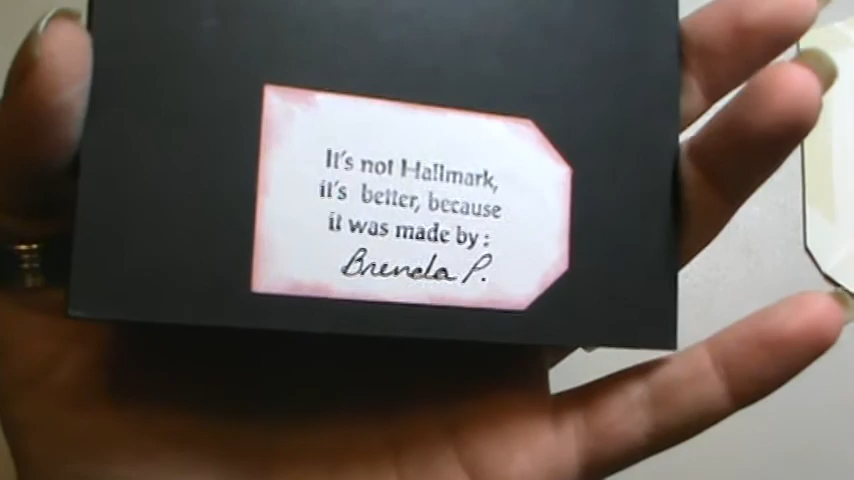 It's not Hallmark,
it's better, because
it was made by:
Brenda P.